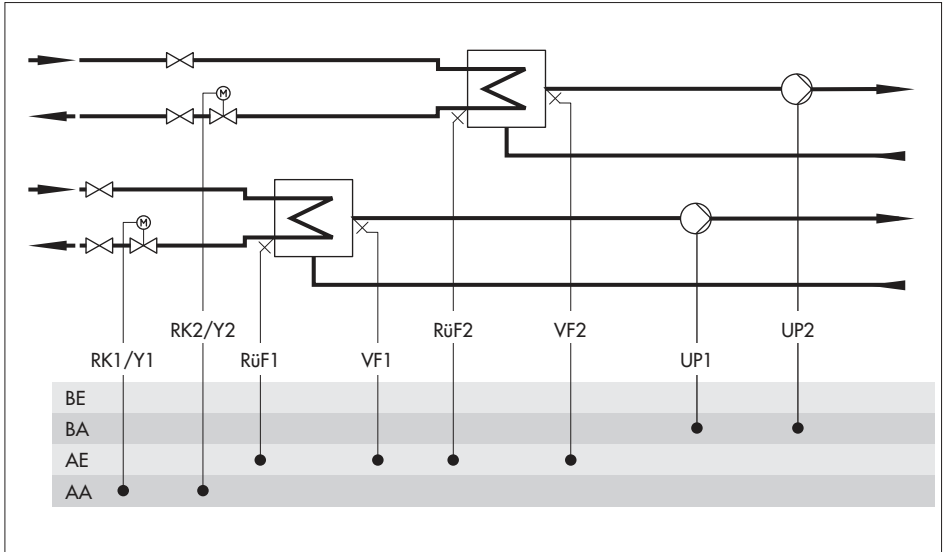 M
M
RK2/Y2 RüF2 VF2 UP2
RK1/Y1 RüF1 VF1 UP1
BE
BA
AE
AA